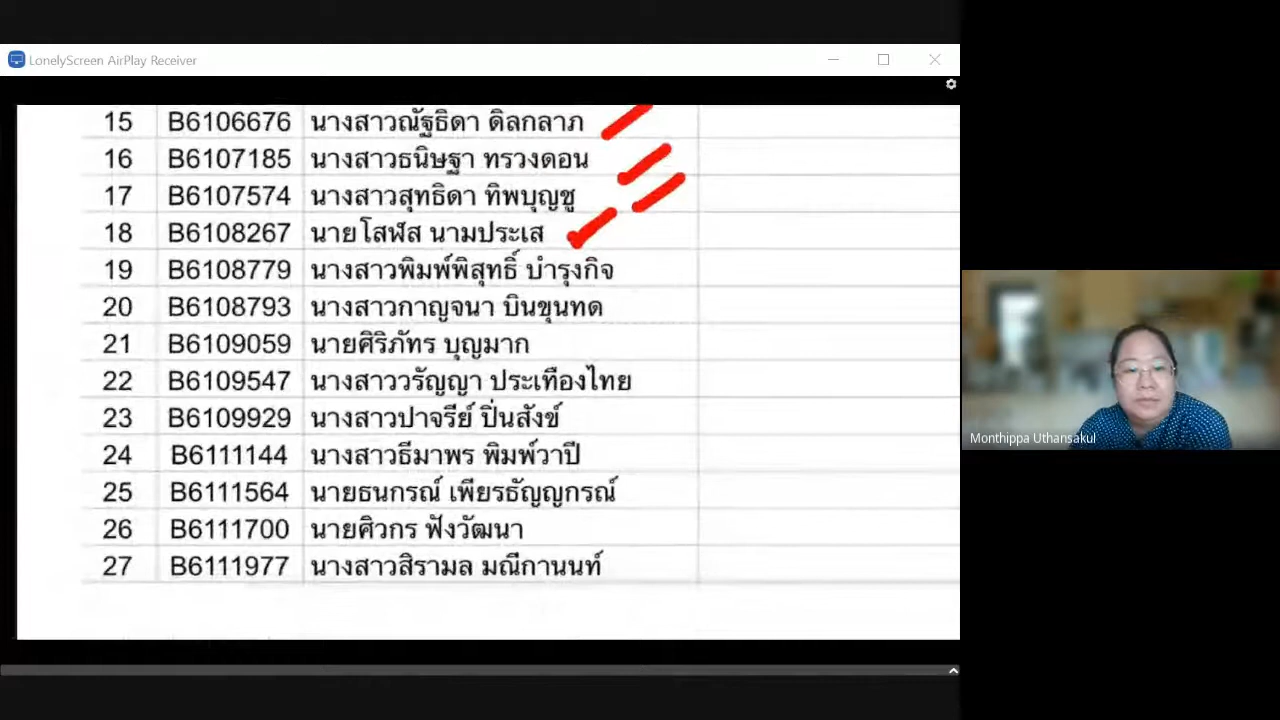 LonelyScreen AirPlay Receiver
15 B6106676 นางสาวณัฐธิดา ดิลกลาภ
16 B6107185 นางสาวธนิษฐา ทรวงดอน
17 B6107574 นางสาวสุทธิดา ทิพบุญชู
18 B6108267 นายโสฬส นามประเส
19 B6108779 นางสาวพิมพ์พิสุทธิ์ บำรุงกิจ
20 B6108793 นางสาวกาญจนา บินขุนทด
21 B6109059 นายศิริภัทร บุญมาก
22 B6109547 นางสาววรัญญา ประเทืองไทย
23 B6109929 นางสาวปาจรีย์ ปิ่นสังข์
24 B6111144 นางสาวธีมาพร พิมพ์วาปี
25 B6111564 นายธนกรณ์ เพียรธัญญกรณ์
26 B6111700 นายศิวกร ฟังวัฒนา
27 B6111977 นางสาวสิรามล มณีกานนท์
Monthippa Uthansakul